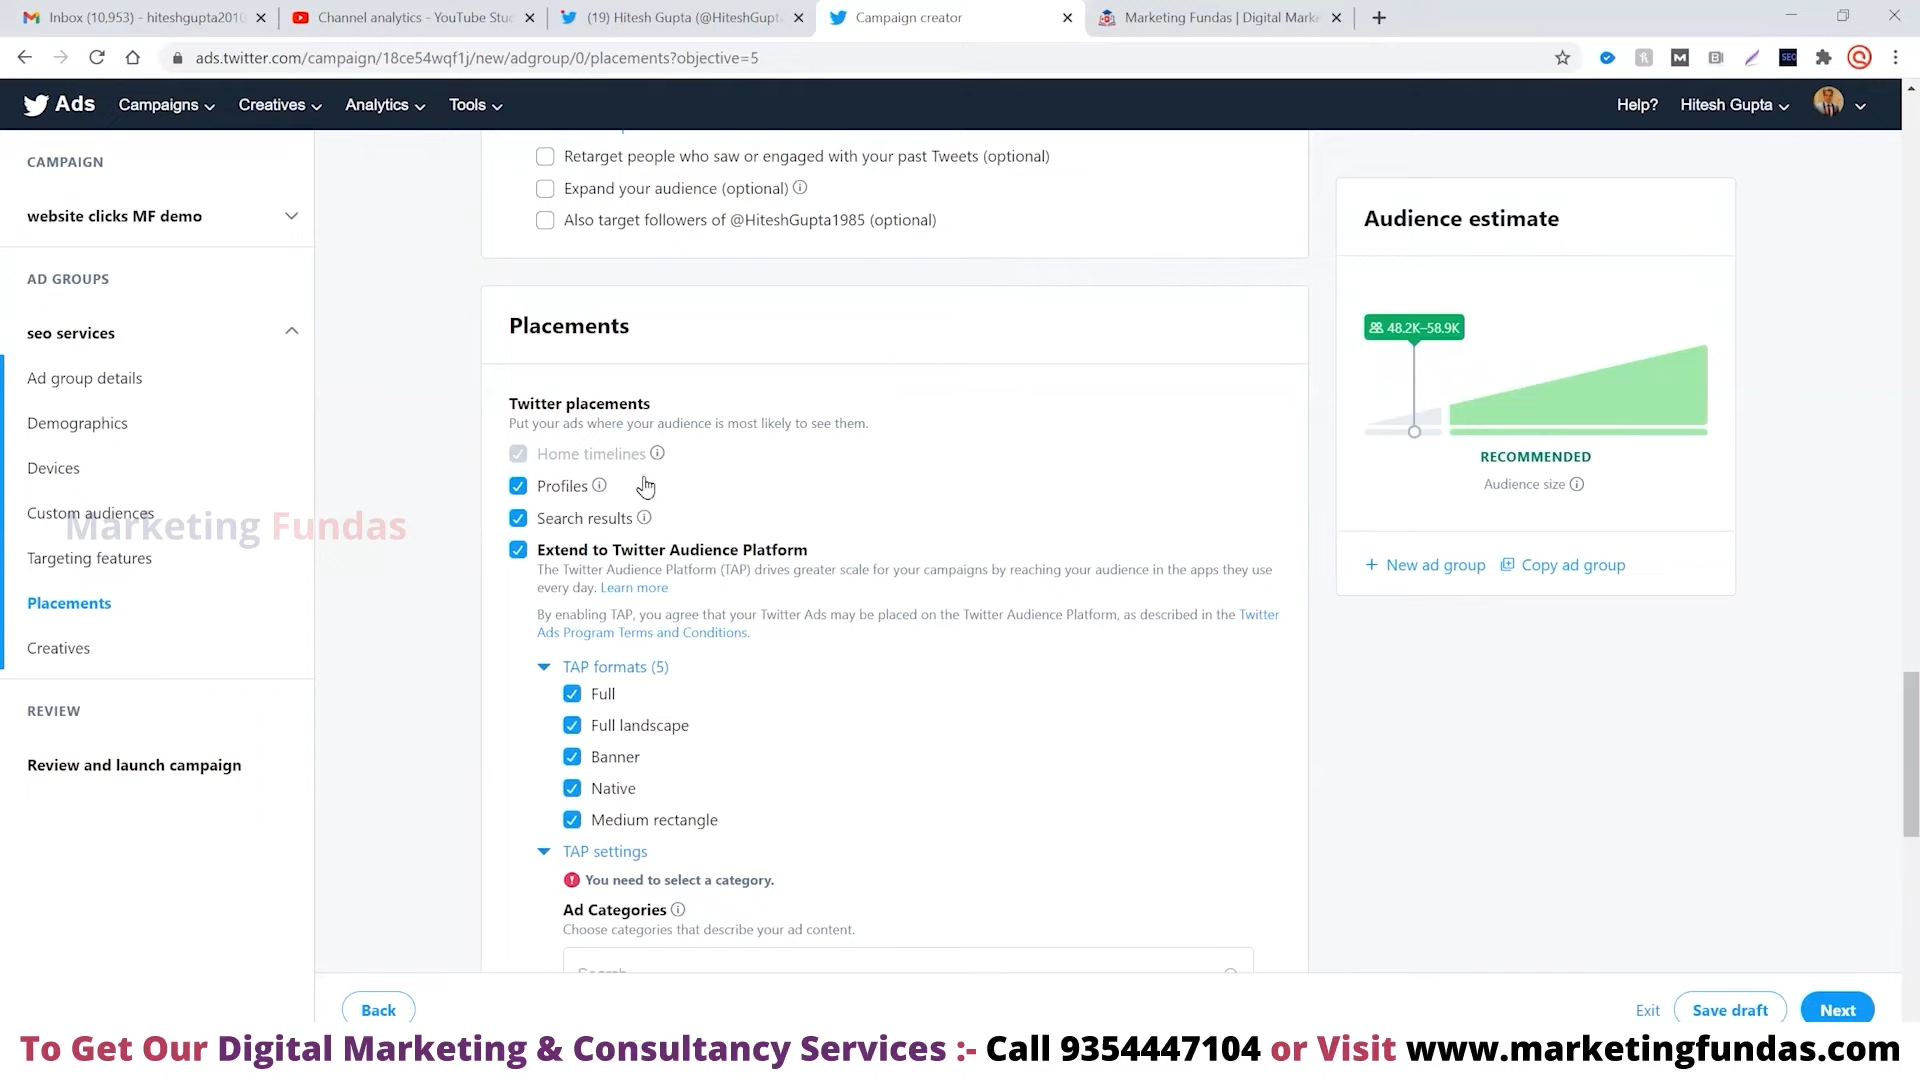 Inbox (10,953) - hiteshgupta2010
Channel analytics - YouTube Stu
(19) Hitesh Gupta (@HiteshGupt
Campaign creator
Marketing Fundas | Digital Mark
ads.twitter.com/campaign/18ce54wqf1j/new/adgroup/0/placements?objective=5
Ads
Campaigns
Creatives
Analytics
Tools
Help?
Hitesh Gupta
CAMPAIGN
website clicks MF demo
AD GROUPS
seo services
Ad group details
Demographics
Devices
Custom audiences
Targeting features
Placements
Creatives
REVIEW
Review and launch campaign
Marketing Fundas
Retarget people who saw or engaged with your past Tweets (optional)
Expand your audience (optional)
Also target followers of @HiteshGupta1985 (optional)
Placements
Twitter placements
Put your ads where your audience is most likely to see them.
Home timelines
Profiles
Search results
Extend to Twitter Audience Platform
The Twitter Audience Platform (TAP) drives greater scale for your campaigns by reaching your audience in the apps they use
every day. Learn more
By enabling TAP, you agree that your Twitter Ads may be placed on the Twitter Audience Platform, as described in the Twitter
Ads Program Terms and Conditions.
TAP formats (5)
Full
Full landscape
Banner
Native
Medium rectangle
TAP settings
You need to select a category.
Ad Categories
Choose categories that describe your ad content.
Audience estimate
48.2K–58.9K
RECOMMENDED
Audience size
+ New ad group
Copy ad group
Back
Exit
Save draft
Next
To Get Our Digital Marketing & Consultancy Services :- Call 9354447104 or Visit www.marketingfundas.com